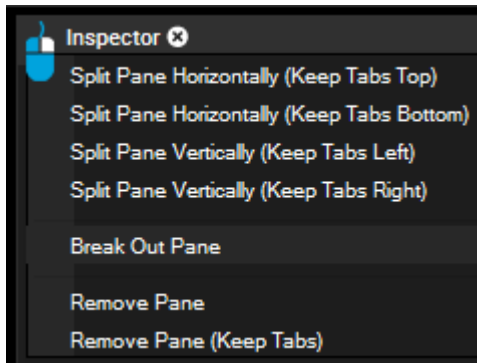 Inspector
Split Pane Horizontally (Keep Tabs Top)
Split Pane Horizontally (Keep Tabs Bottom)
Split Pane Vertically (Keep Tabs Left)
Split Pane Vertically (Keep Tabs Right)
Break Out Pane
Remove Pane
Remove Pane (Keep Tabs)